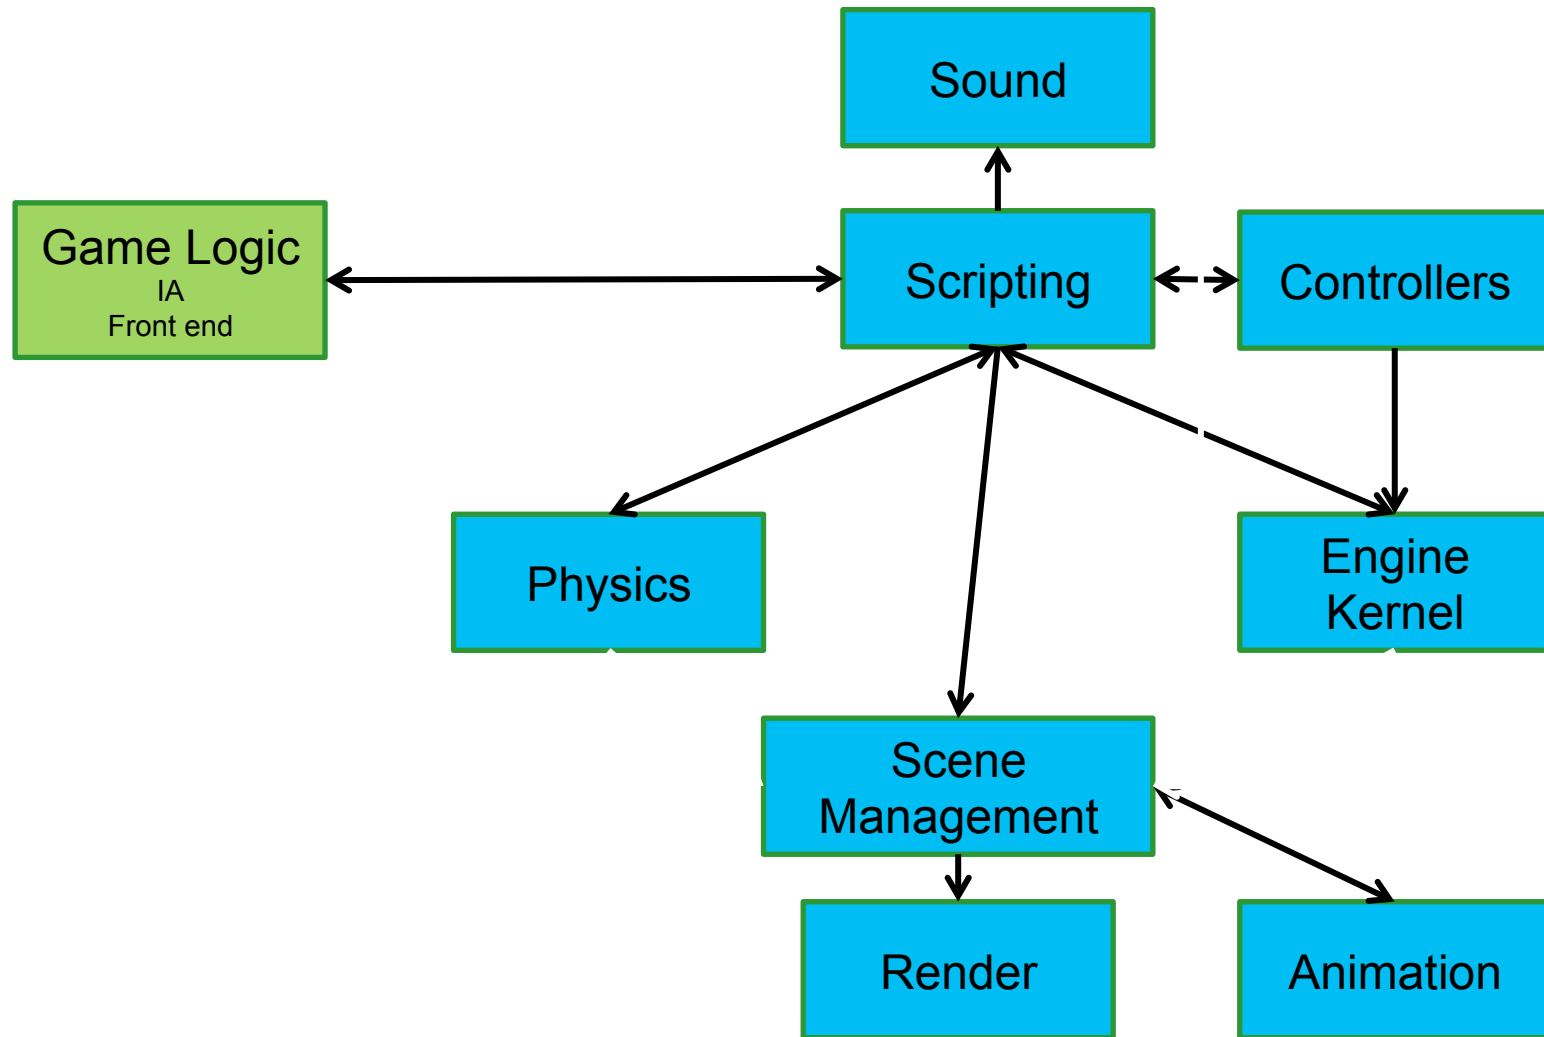 Sound
Game Logic
IA
Front end
Scripting
Controllers
Physics
Engine
Kernel
Scene
Management
Render
Animation